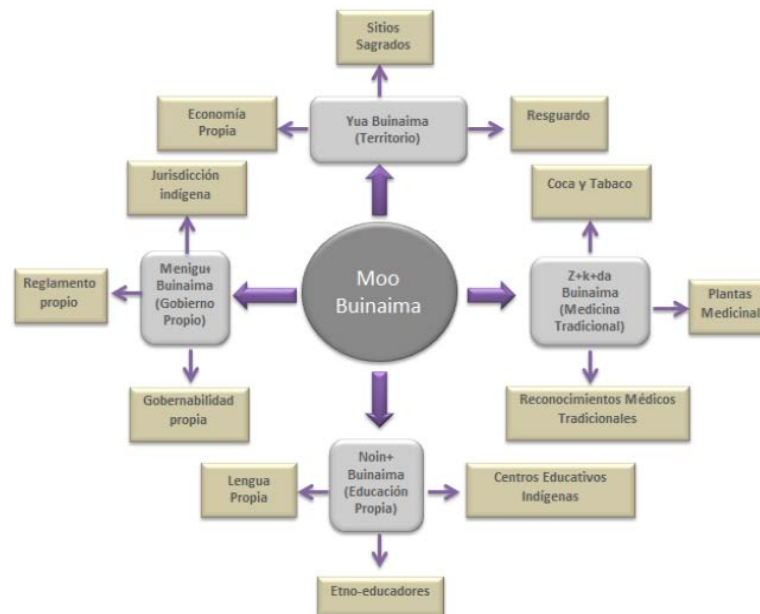 Sitios
Sagrados
Economía
Propia
Yua Buinaima
(Territorio)
Resguardo
Jurisdicción
indígena
Coca y Tabaco
Reglamento
propio
Menigu+
Buinaima
(Gobierno
Propio)
Moo
Buinaima
Z+k+da
Buinaima
(Medicina
Tradicional)
Plantas
Medicinal
Gobernabilidad
propia
Reconocimientos Médicos
Tradicionales
Lengua
Propia
Noin+
Buinaima
(Educación
Propia)
Centros Educativos
Indígenas
Etno-educadores